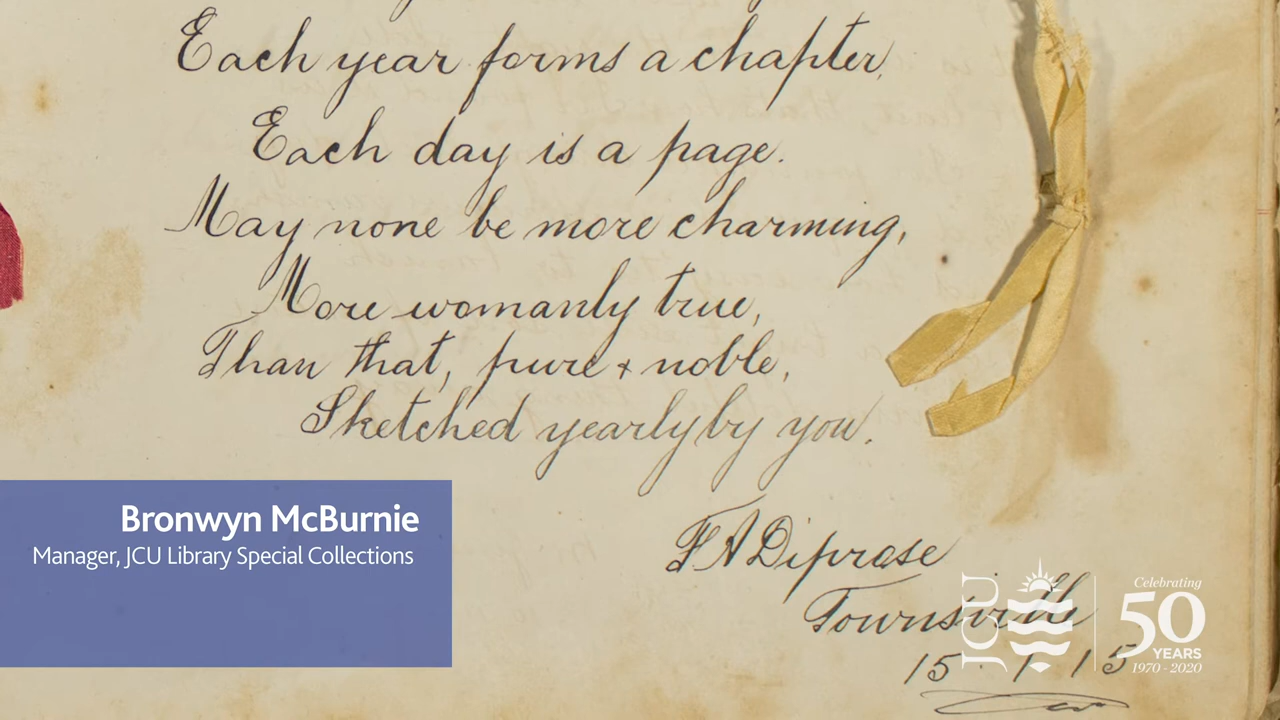 Each year forms a chapter,
Each day is a page.
May none be more charming,
More womanly true,
Than that, pure + noble,
Sketched yearly by you.
F A Diprose
Townsville
15 . 1 . 15
Bronwyn McBurnie
Manager, JCU Library Special Collections
JCU
Celebrating
50
YEARS
1970 - 2020